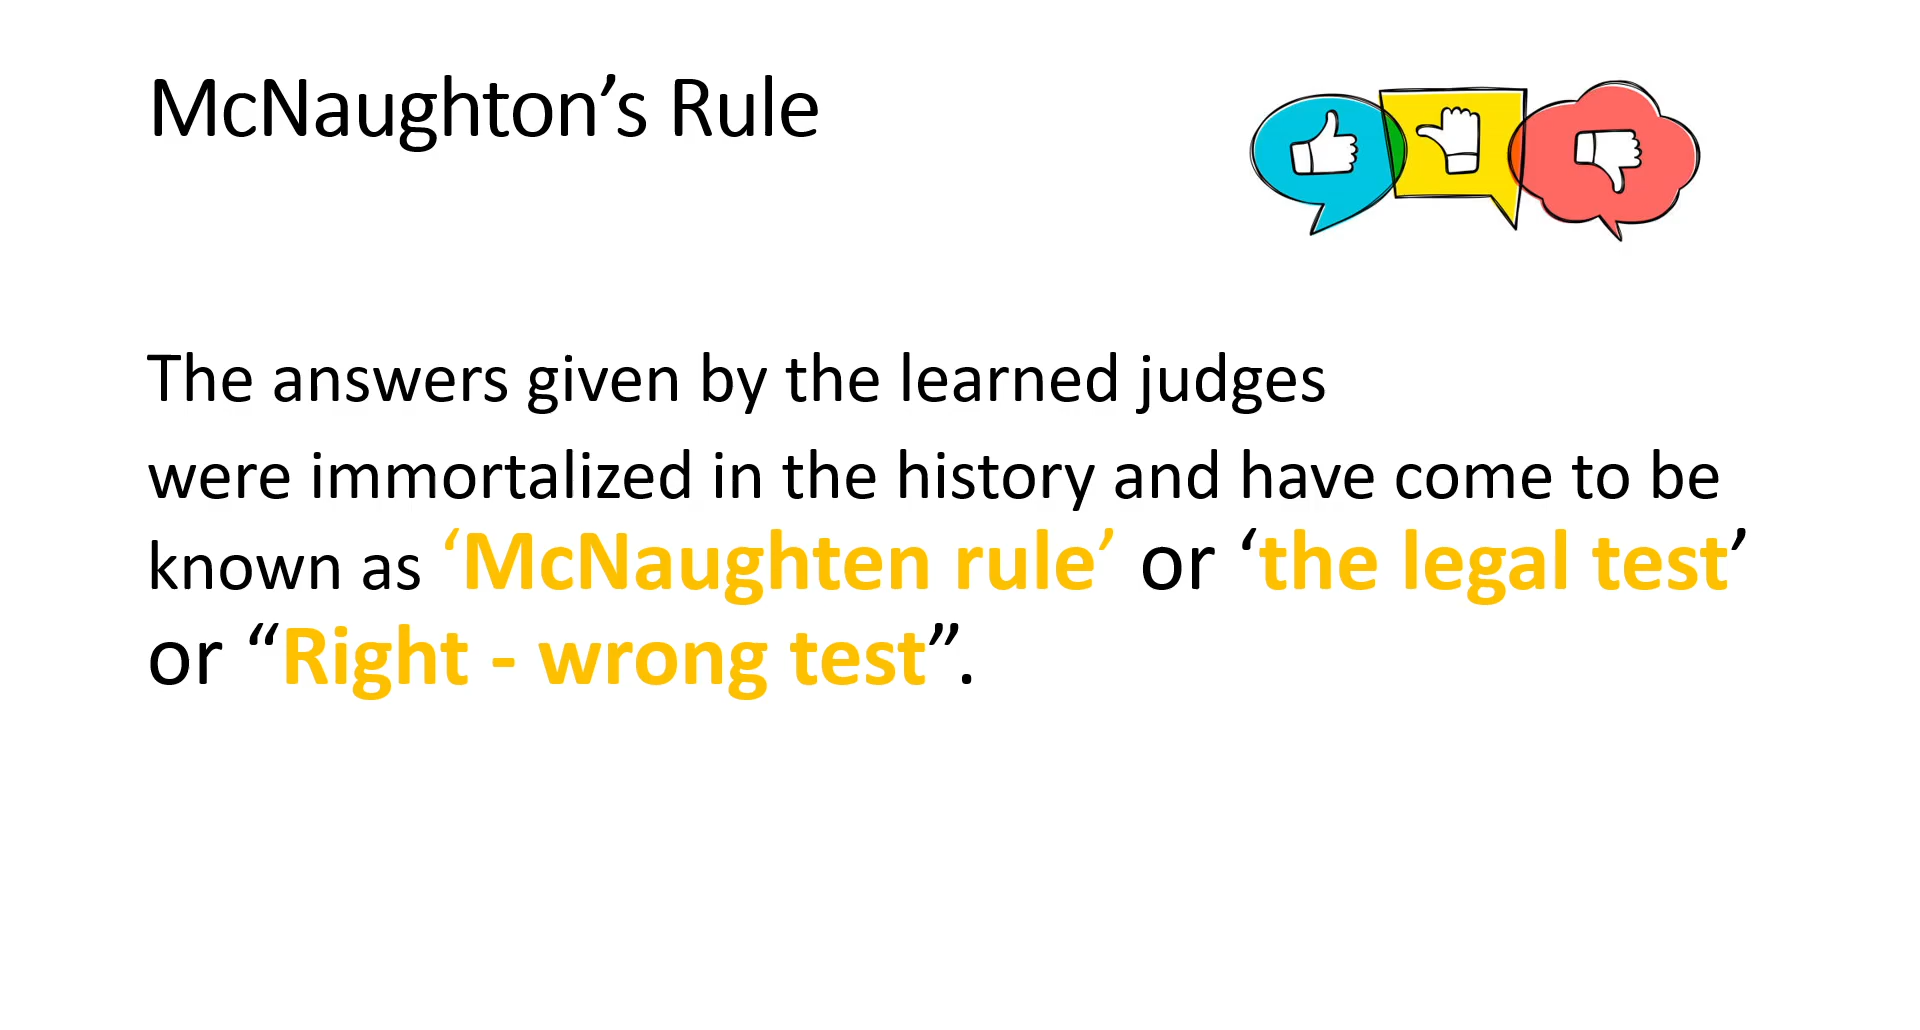 McNaughton’s Rule
The answers given by the learned judges
were immortalized in the history and have come to be
known as ‘McNaughten rule’ or ‘the legal test’
or “Right - wrong test”.